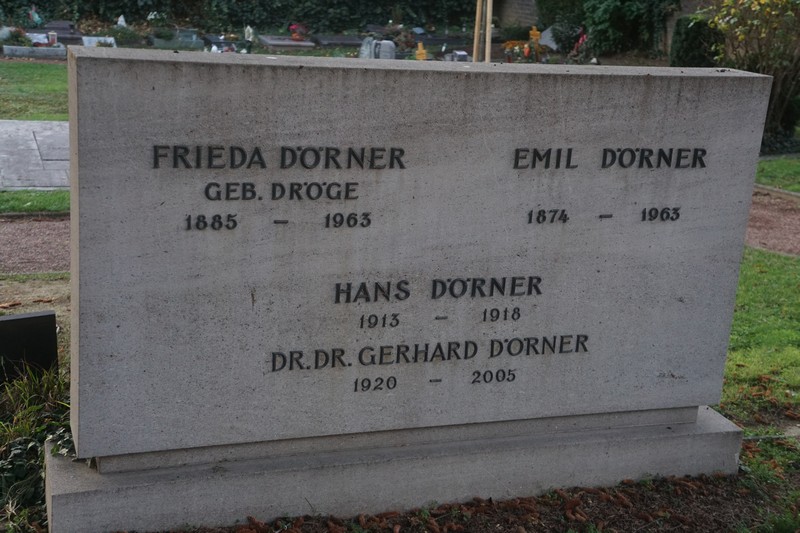 FRIEDA DÖRNER
GEB. DRÖGE
1885 – 1963
EMIL DÖRNER
1874 – 1963
HANS DÖRNER
1913 – 1918
DR. DR. GERHARD DÖRNER
1920 – 2005